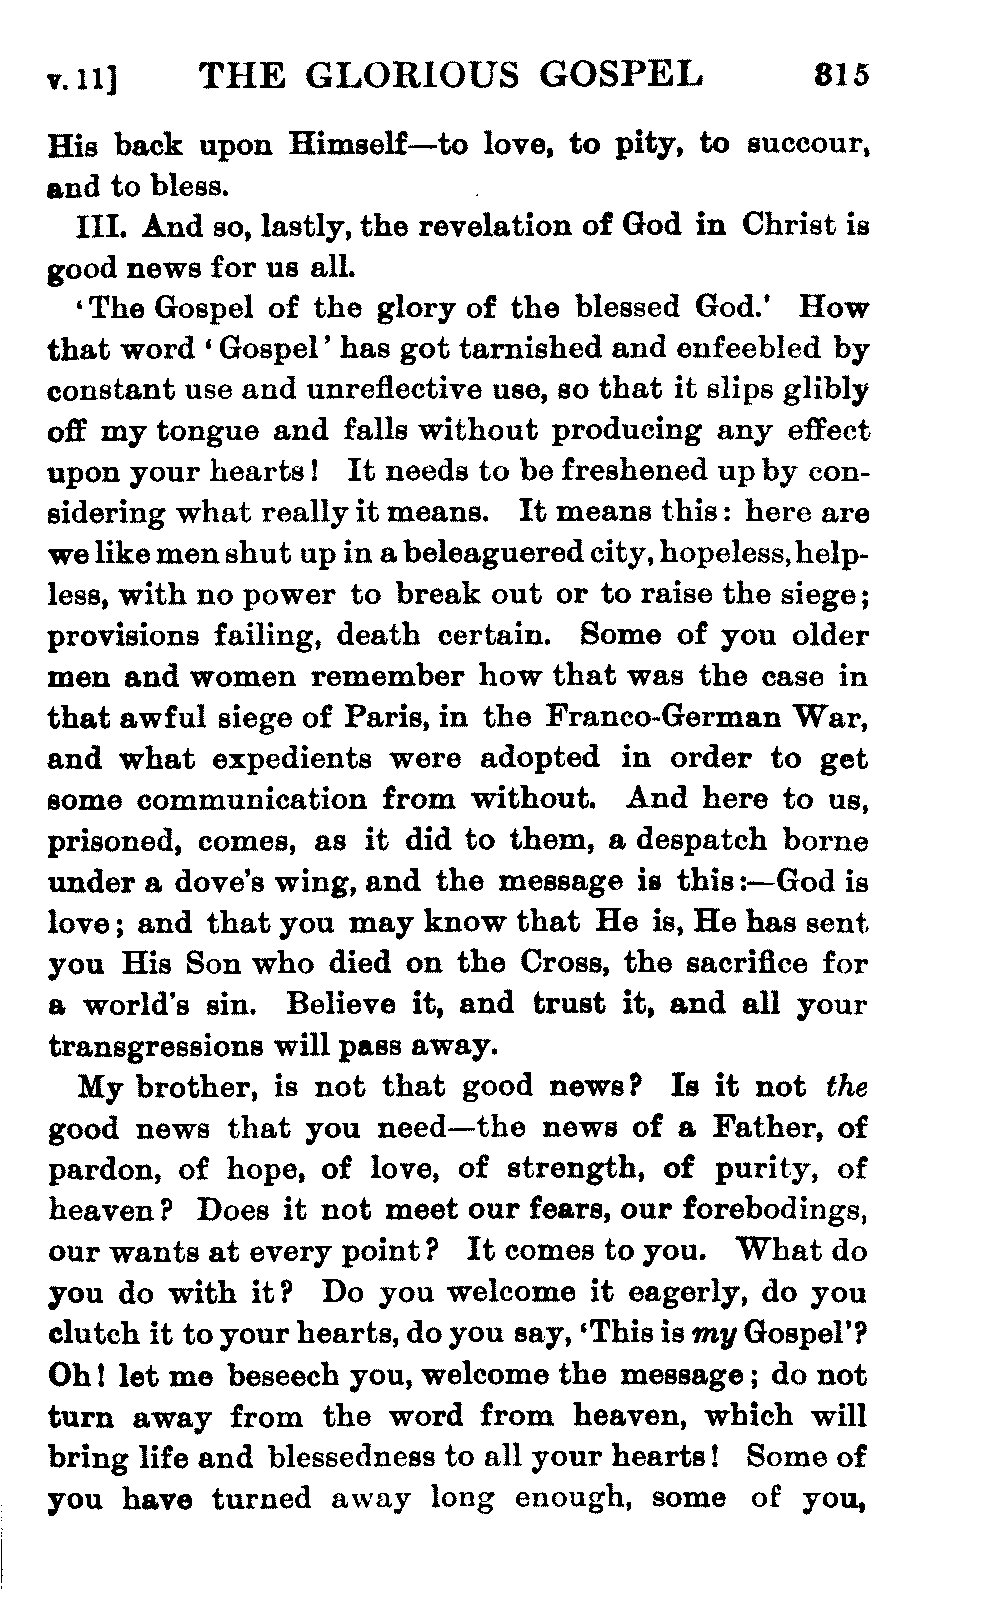 v. 11] THE GLORIOUS GOSPEL 315
His back upon Himself—to love, to pity, to succour,
and to bless.
III. And so, lastly, the revelation of God in Christ is
good news for us all.
‘The Gospel of the glory of the blessed God.’ How
that word ‘Gospel’ has got tarnished and enfeebled by
constant use and unreflective use, so that it slips glibly
off my tongue and falls without producing any effect
upon your hearts! It needs to be freshened up by con-
sidering what really it means. It means this: here are
we like men shut up in a beleaguered city, hopeless, help-
less, with no power to break out or to raise the siege;
provisions failing, death certain. Some of you older
men and women remember how that was the case in
that awful siege of Paris, in the Franco-German War,
and what expedients were adopted in order to get
some communication from without. And here to us,
prisoned, comes, as it did to them, a despatch borne
under a dove's wing, and the message is this:—God is
love; and that you may know that He is, He has sent
you His Son who died on the Cross, the sacrifice for
a world's sin. Believe it, and trust it, and all your
transgressions will pass away.
My brother, is not that good news? Is it not the
good news that you need—the news of a Father, of
pardon, of hope, of love, of strength, of purity, of
heaven? Does it not meet our fears, our forebodings,
our wants at every point? It comes to you. What do
you do with it? Do you welcome it eagerly, do you
clutch it to your hearts, do you say, ‘This is my Gospel’?
Oh! let me beseech you, welcome the message; do not
turn away from the word from heaven, which will
bring life and blessedness to all your hearts! Some of
you have turned away long enough, some of you,